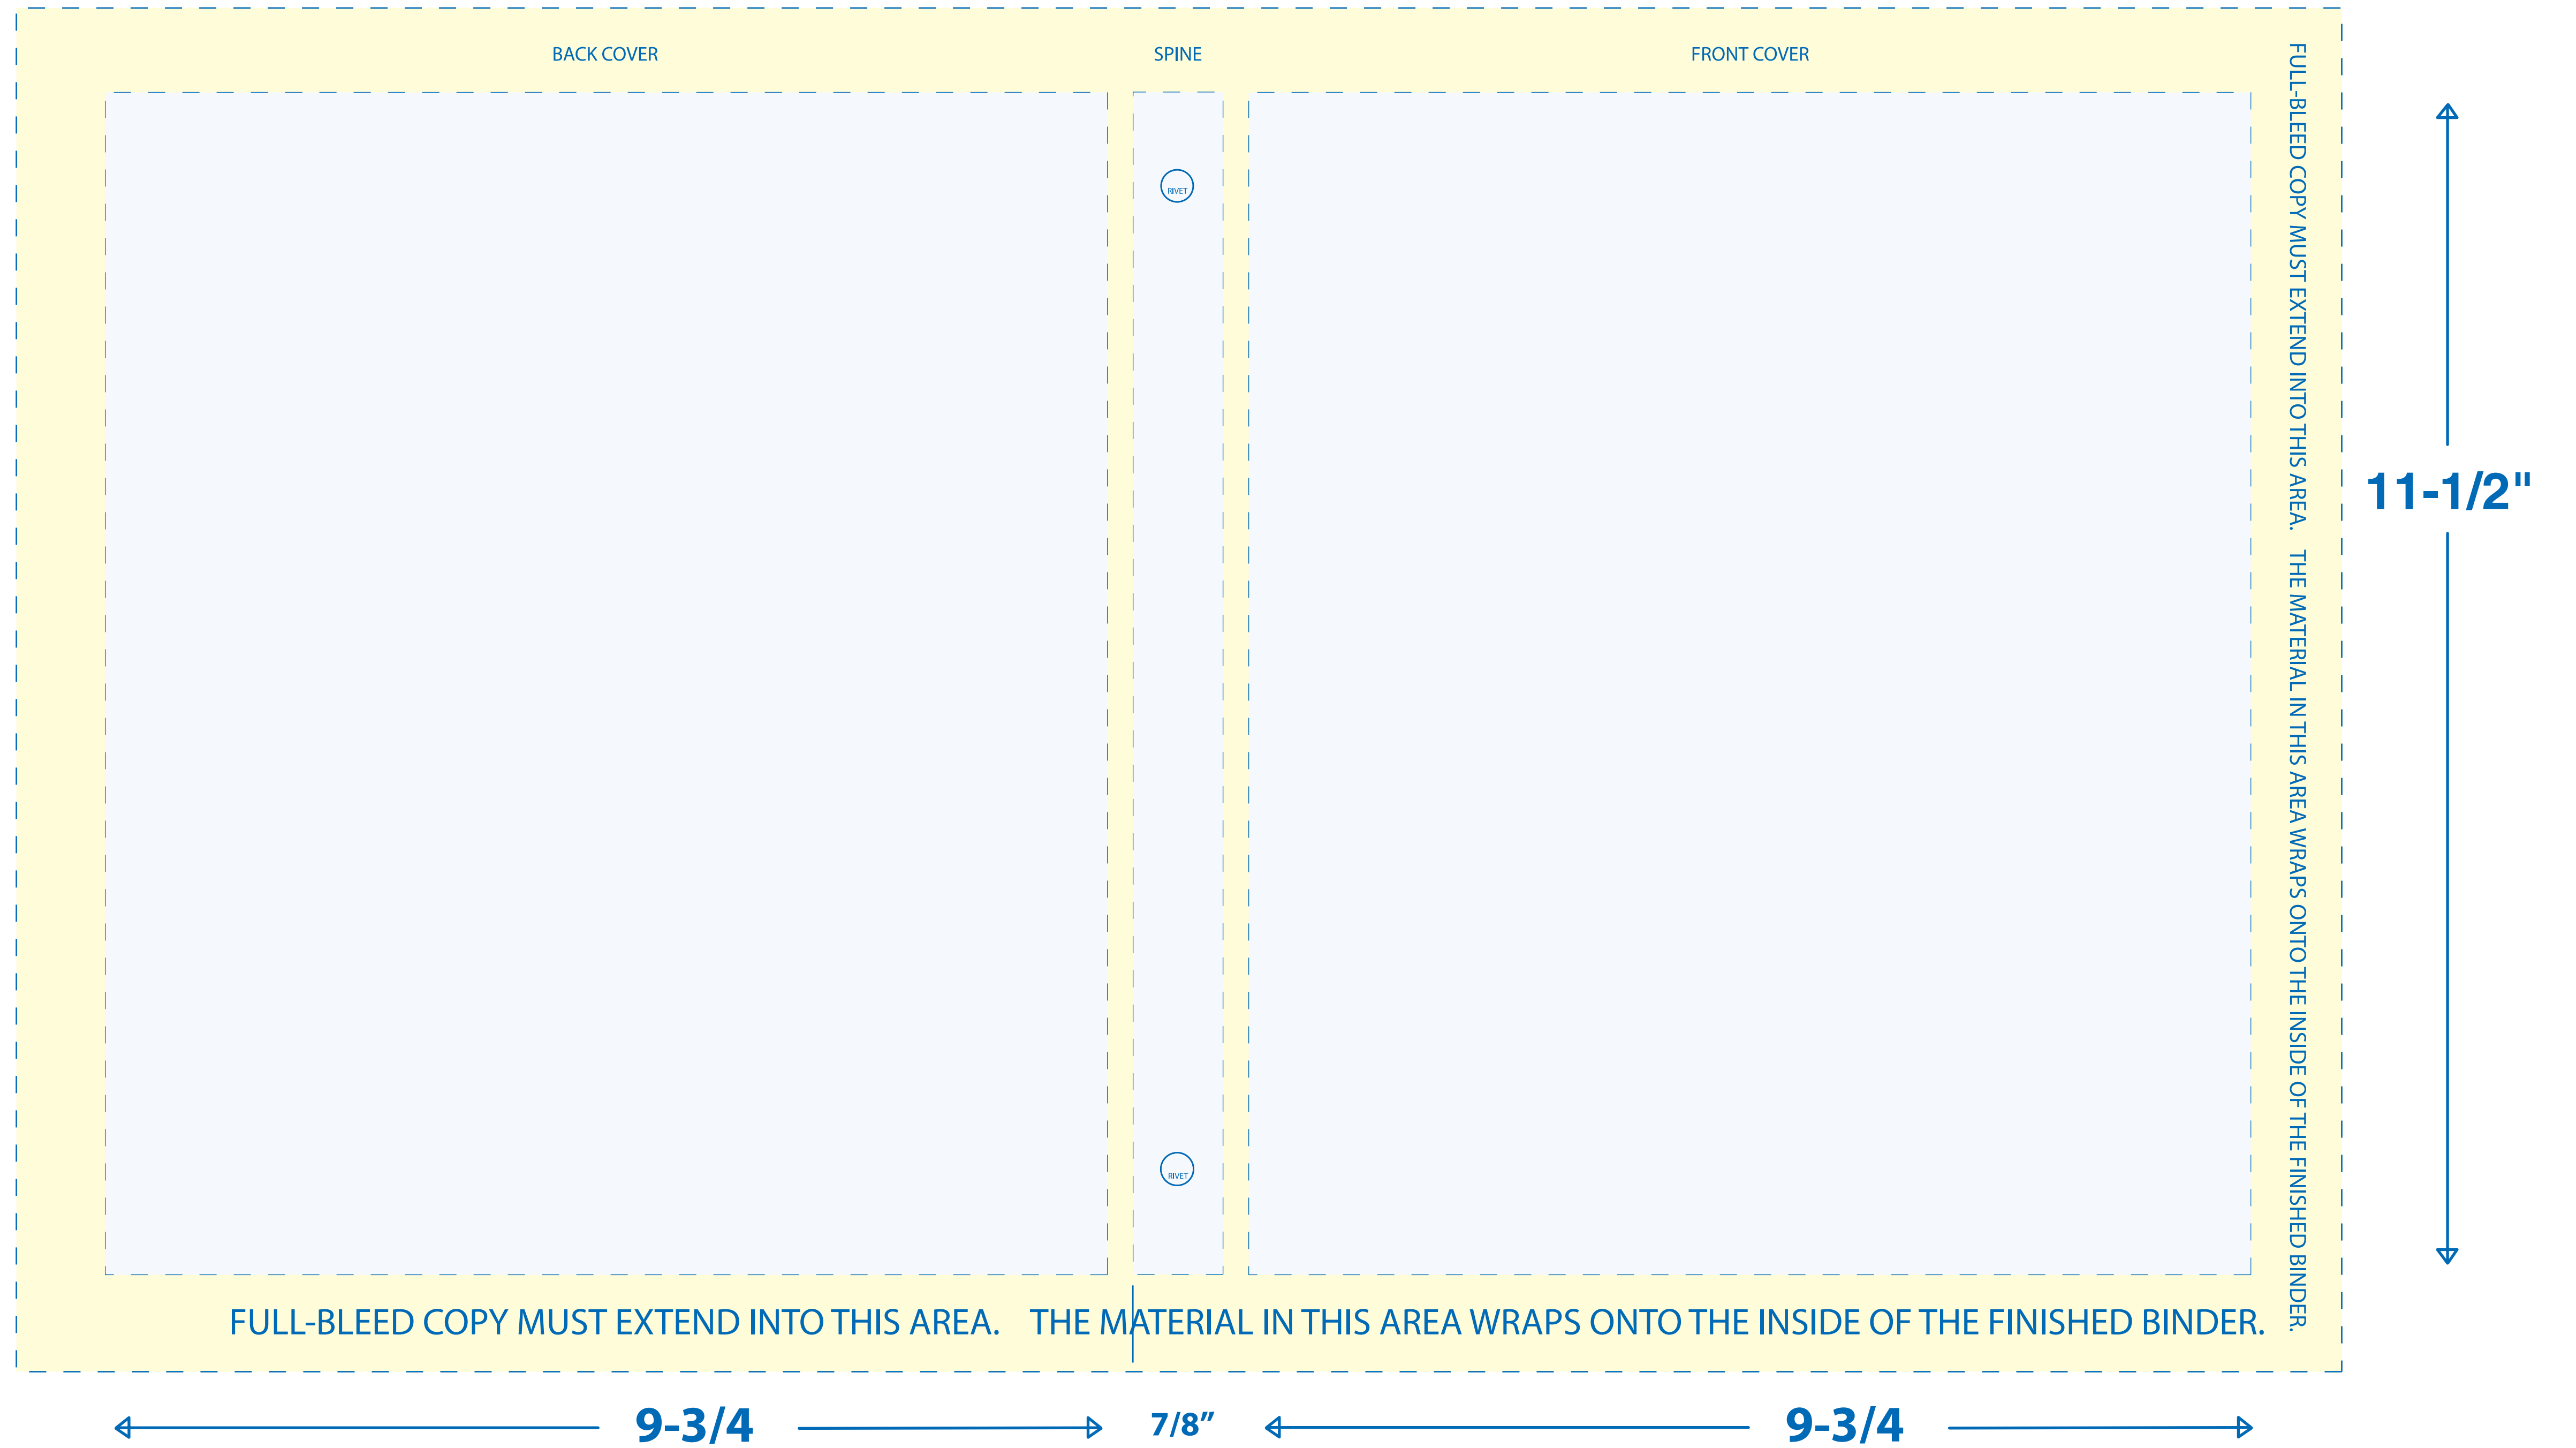 BACK COVER
SPINE
FRONT COVER
FULL-BLEED COPY MUST EXTEND INTO THIS AREA. THE MATERIAL IN THIS AREA WRAPS ONTO THE INSIDE OF THE FINISHED BINDER.
RIVET
11-1/2"
RIVET
FULL-BLEED COPY MUST EXTEND INTO THIS AREA. THE MATERIAL IN THIS AREA WRAPS ONTO THE INSIDE OF THE FINISHED BINDER.
9-3/4
7/8”
9-3/4